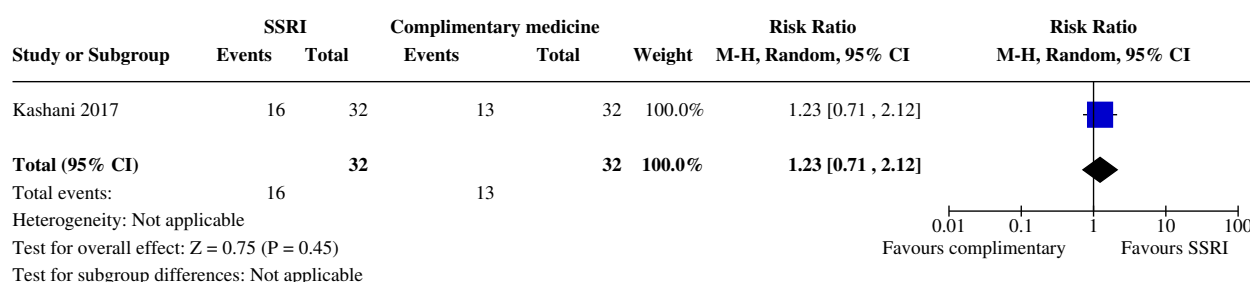 SSRI Complimentary medicine Risk Ratio Risk Ratio
Study or Subgroup Events Total Events Total Weight M-H, Random, 95% CI M-H, Random, 95% CI
Kashani 2017 16 32 13 32 100.0% 1.23 [0.71 , 2.12]
Total (95% CI) 32 32 100.0% 1.23 [0.71 , 2.12]
Total events: 16 13
Heterogeneity: Not applicable
0.01 0.1 1 10 100
Test for overall effect: Z = 0.75 (P = 0.45)
Favours complimentary Favours SSRI
Test for subgroup differences: Not applicable